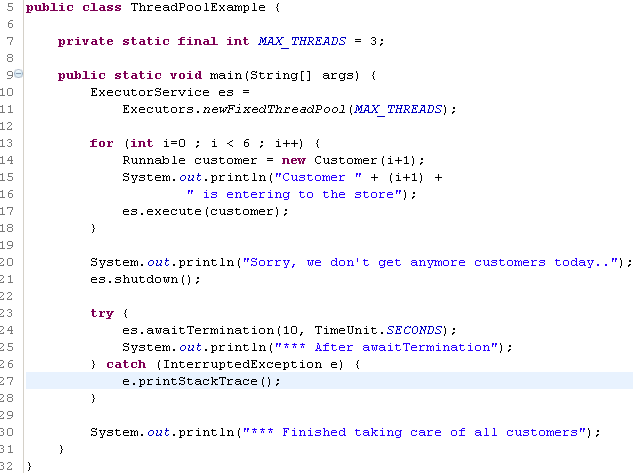 5 public class ThreadPoolExample {
6
7     private static final int MAX_THREADS = 3;
8
9     public static void main(String[] args) {
10         ExecutorService es =
11             Executors.newFixedThreadPool(MAX_THREADS);
12
13         for (int i=0 ; i < 6 ; i++) {
14             Runnable customer = new Customer(i+1);
15             System.out.println("Customer " + (i+1) +
16                     " is entering to the store");
17             es.execute(customer);
18         }
19
20         System.out.println("Sorry, we don't get anymore customers today..");
21         es.shutdown();
22
23         try {
24             es.awaitTermination(10, TimeUnit.SECONDS);
25             System.out.println("*** After awaitTermination");
26         } catch (InterruptedException e) {
27             e.printStackTrace();
28         }
29
30         System.out.println("*** Finished taking care of all customers");
31     }
32 }